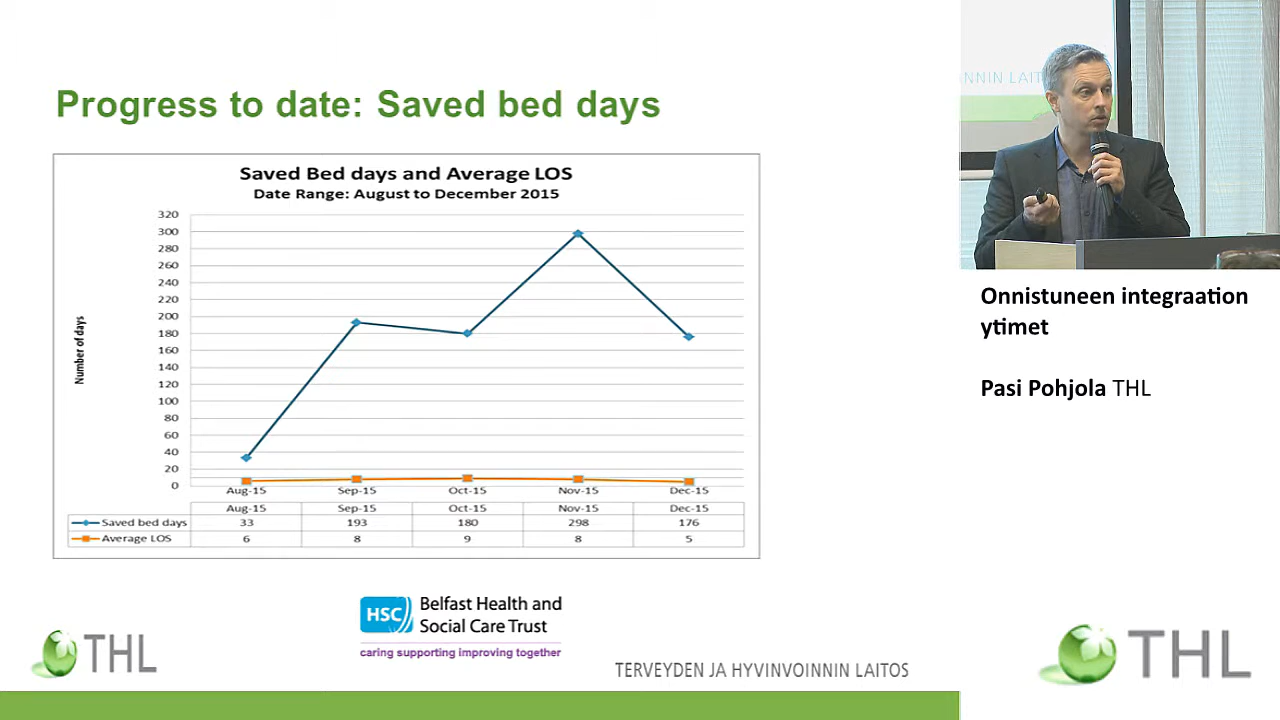 Progress to date: Saved bed days
Saved Bed days and Average LOS
Date Range: August to December 2015
Number of days
320
300
280
260
240
220
200
180
160
140
120
100
80
60
40
20
0
Aug-15 Sep-15 Oct-15 Nov-15 Dec-15
Aug-15 Sep-15 Oct-15 Nov-15 Dec-15
Saved bed days 33 193 180 298 176
Average LOS 6 8 9 8 5
HSC Belfast Health and
Social Care Trust
caring supporting improving together
THL
TERVEYDEN JA HYVINVOINNIN LAITOS
NNIN LAIT
Onnistuneen integraation
ytimet
Pasi Pohjola THL
THL